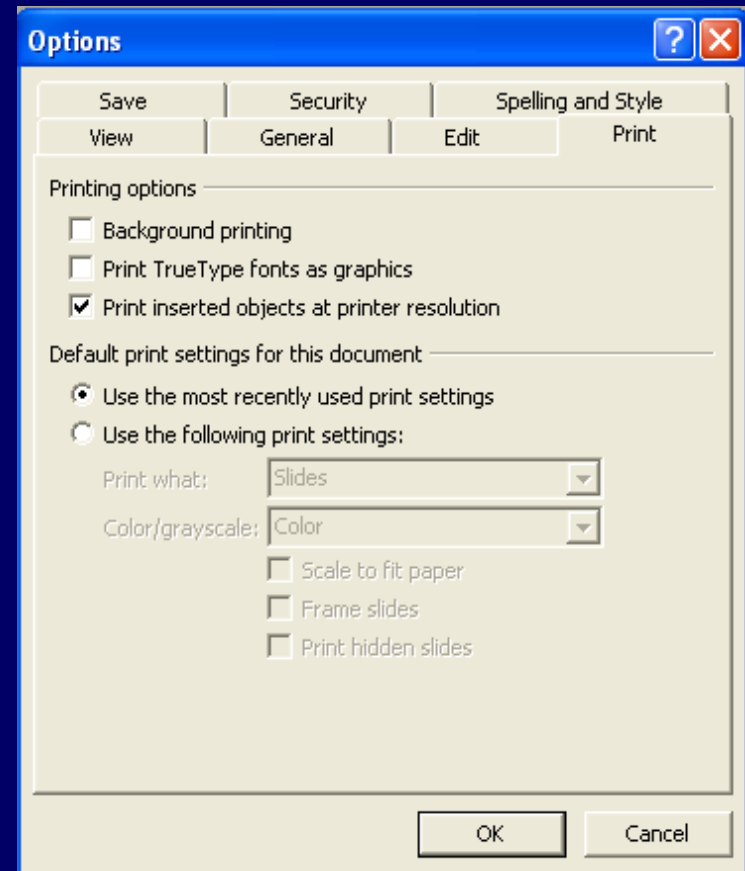 Options
Save Security Spelling and Style
View General Edit Print
Printing options
Background printing
Print TrueType fonts as graphics
Print inserted objects at printer resolution
Default print settings for this document
Use the most recently used print settings
Use the following print settings:
Print what: Slides
Color/grayscale: Color
Scale to fit paper
Frame slides
Print hidden slides
OK Cancel